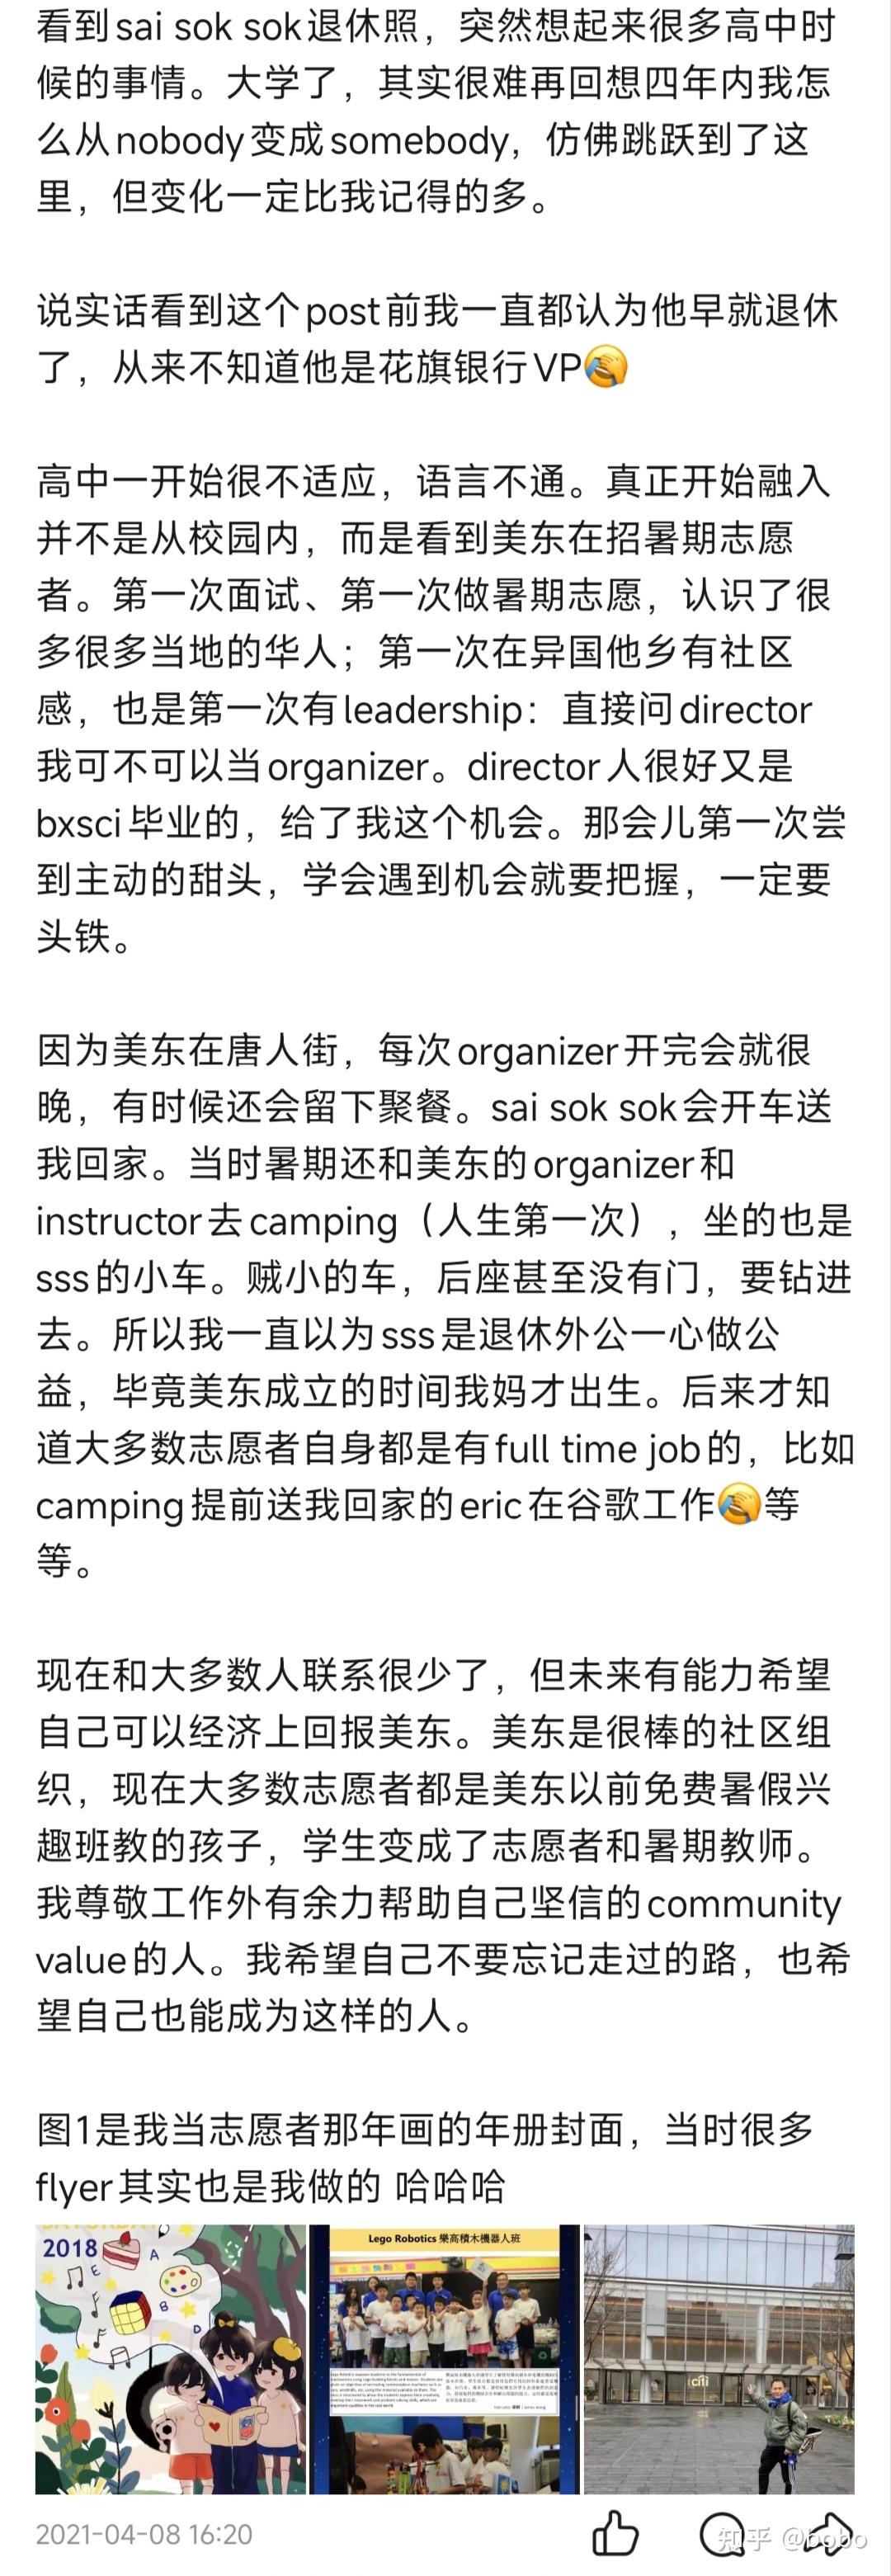 看到sai sok sok退休照，突然想起来很多高中时
候的事情。大学了，其实很难再回想四年内我怎
么从nobody变成somebody，仿佛跳跃到了这
里，但变化一定比我记得的多。
说实话看到这个post前我一直都认为他早就退休
了，从来不知道他是花旗银行VP🤦
高中一开始很不适应，语言不通。真正开始融入
并不是从校园内，而是看到美东在招暑期志愿
者。第一次面试、第一次做暑期志愿，认识了很
多很多当地的华人；第一次在异国他乡有社区
感，也是第一次有leadership：直接问director
我可不可以当organizer。director人很好又是
bxsci毕业的，给了我这个机会。那会儿第一次尝
到主动的甜头，学会遇到机会就要把握，一定要
头铁。
因为美东在唐人街，每次organizer开完会就很
晚，有时候还会留下聚餐。sai sok sok会开车送
我回家。当时暑期还和美东的organizer和
instructor去camping（人生第一次），坐的也是
sss的小车。贼小的车，后座甚至没有门，要钻进
去。所以我一直以为sss是退休外公一心做公
益，毕竟美东成立的时间我妈才出生。后来才知
道大多数志愿者自身都是有full time job的，比如
camping提前送我回家的eric在谷歌工作🤦等
等。
现在和大多数人联系很少了，但未来有能力希望
自己可以经济上回报美东。美东是很棒的社区组
织，现在大多数志愿者都是美东以前免费暑假兴
趣班教的孩子，学生变成了志愿者和暑期教师。
我尊敬工作外有余力帮助自己坚信的community
value的人。我希望自己不要忘记走过的路，也希
望自己也能成为这样的人。
图1是我当志愿者那年画的年册封面，当时很多
flyer其实也是我做的 哈哈哈
2018
A
E
B
D
Lego Robotics 樂高積木機器人班
citi
2021-04-08 16:20
知乎 @bobo